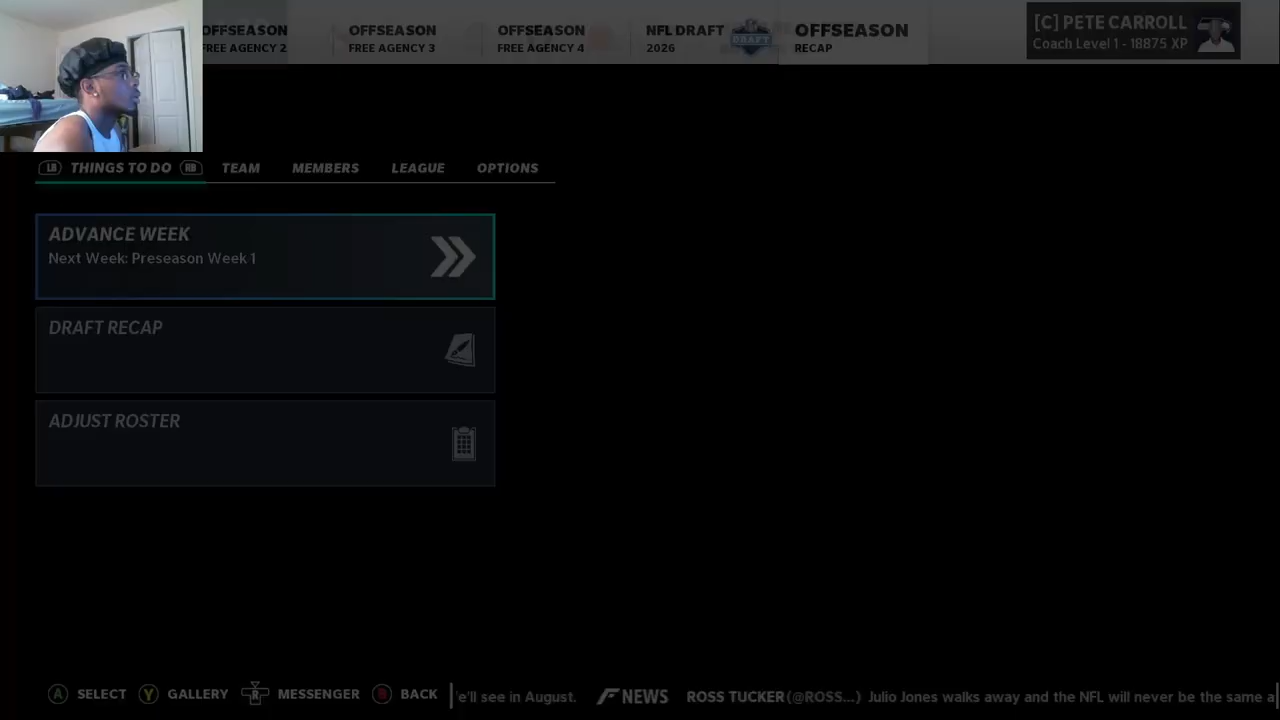 OFFSEASON
FREE AGENCY 2
OFFSEASON
FREE AGENCY 3
OFFSEASON
FREE AGENCY 4
NFL DRAFT
2026
DRAFT
OFFSEASON
RECAP
[C] PETE CARROLL
Coach Level 1 - 18875 XP
LB THINGS TO DO RB TEAM MEMBERS LEAGUE OPTIONS
ADVANCE WEEK
Next Week: Preseason Week 1
DRAFT RECAP
ADJUST ROSTER
A SELECT Y GALLERY R MESSENGER B BACK
'e'll see in August. F NEWS ROSS TUCKER (@ROSS...) Julio Jones walks away and the NFL will never be the same a